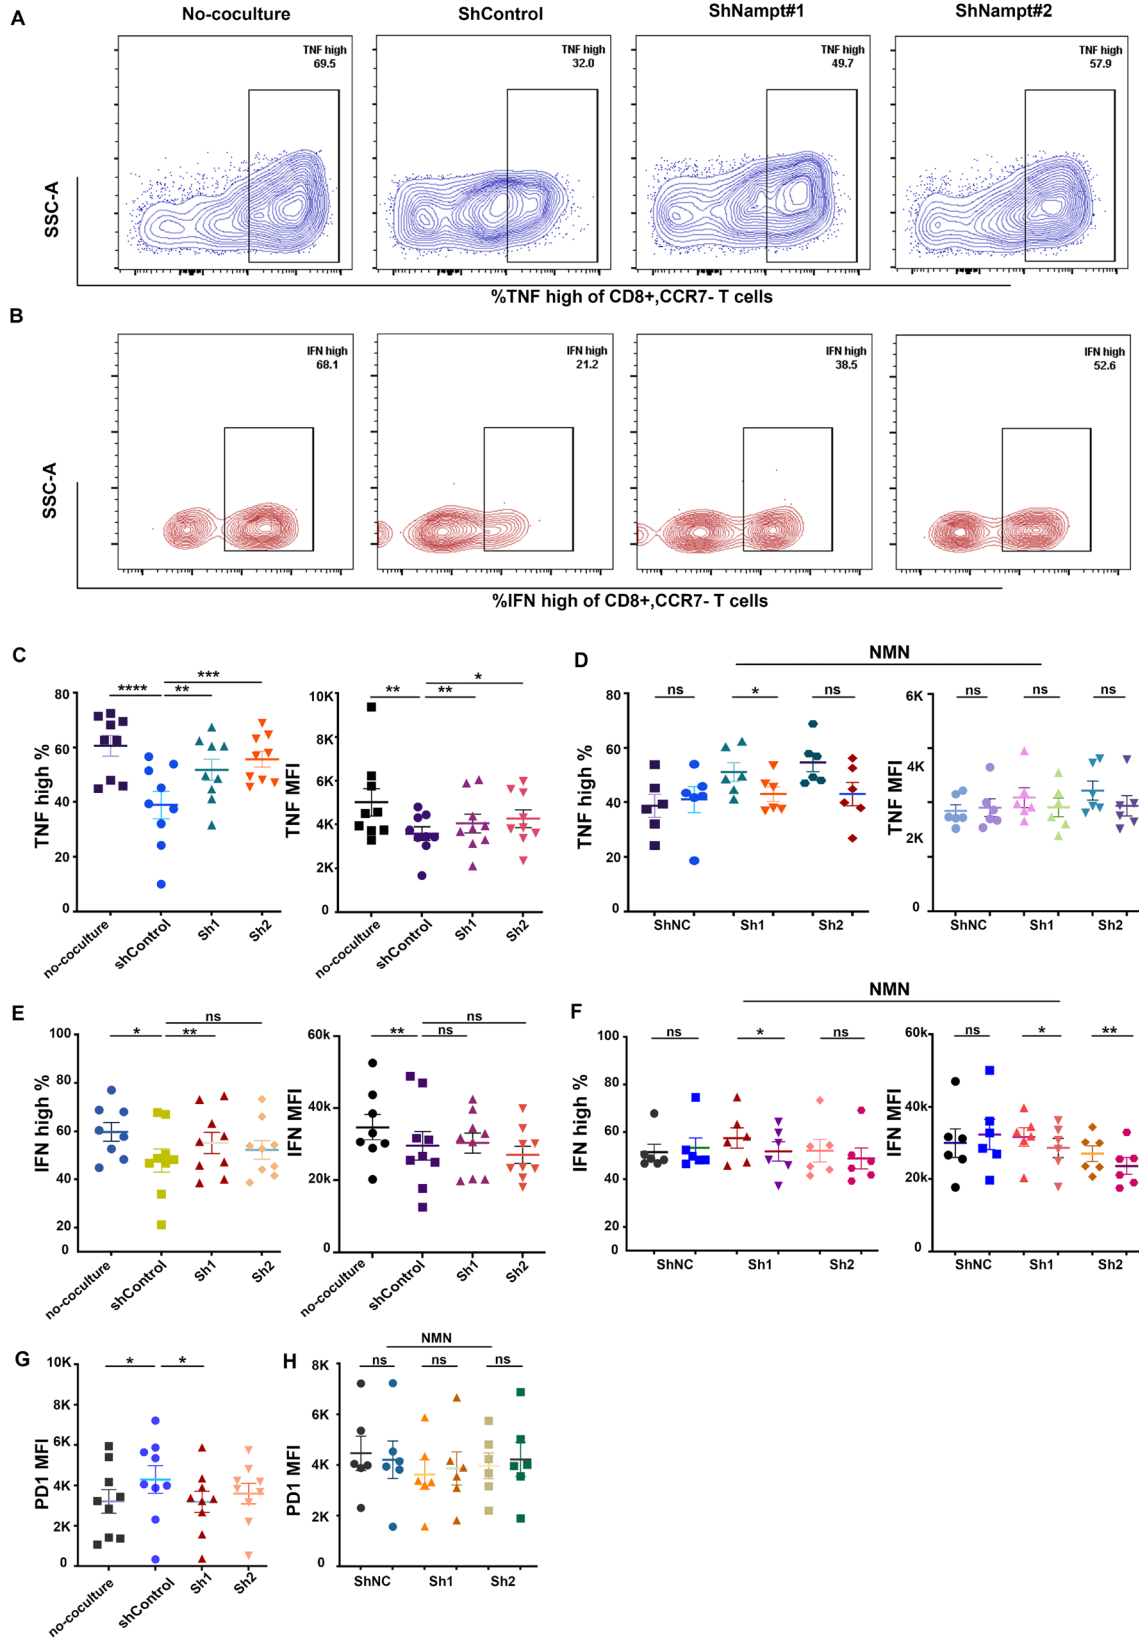 A
No-coculture
ShControl
ShNampt#1
ShNampt#2
TNF high
69.5
TNF high
32.0
TNF high
49.7
TNF high
57.9
SSC-A
%TNF high of CD8+,CCR7- T cells
B
IFN high
68.1
IFN high
21.2
IFN high
38.5
IFN high
52.6
SSC-A
%IFN high of CD8+,CCR7- T cells
C
TNF high %
80
60
40
20
0
**** ** ***
no-coculture
shControl
Sh1
Sh2
TNF MFI
10K
8K
6K
4K
2K
0
** ** *
no-coculture
shControl
Sh1
Sh2
D
NMN
TNF high %
80
60
40
20
0
ns * ns
ShNC Sh1 Sh2
TNF MFI
6K
4K
2K
0
ns ns ns
ShNC Sh1 Sh2
E
IFN high %
100
80
60
40
20
0
* ** ns
no-coculture
shControl
Sh1
Sh2
IFN MFI
60k
40k
20k
0
** ns ns
no-coculture
shControl
Sh1
Sh2
F
NMN
IFN high %
100
80
60
40
20
0
ns * ns
ShNC Sh1 Sh2
IFN MFI
60k
40k
20k
0
ns * **
ShNC Sh1 Sh2
G
PD1 MFI
10K
8K
6K
4K
2K
0
* *
no-coculture
shControl
Sh1
Sh2
H
NMN
PD1 MFI
8K
6K
4K
2K
0
ns ns ns
ShNC Sh1 Sh2